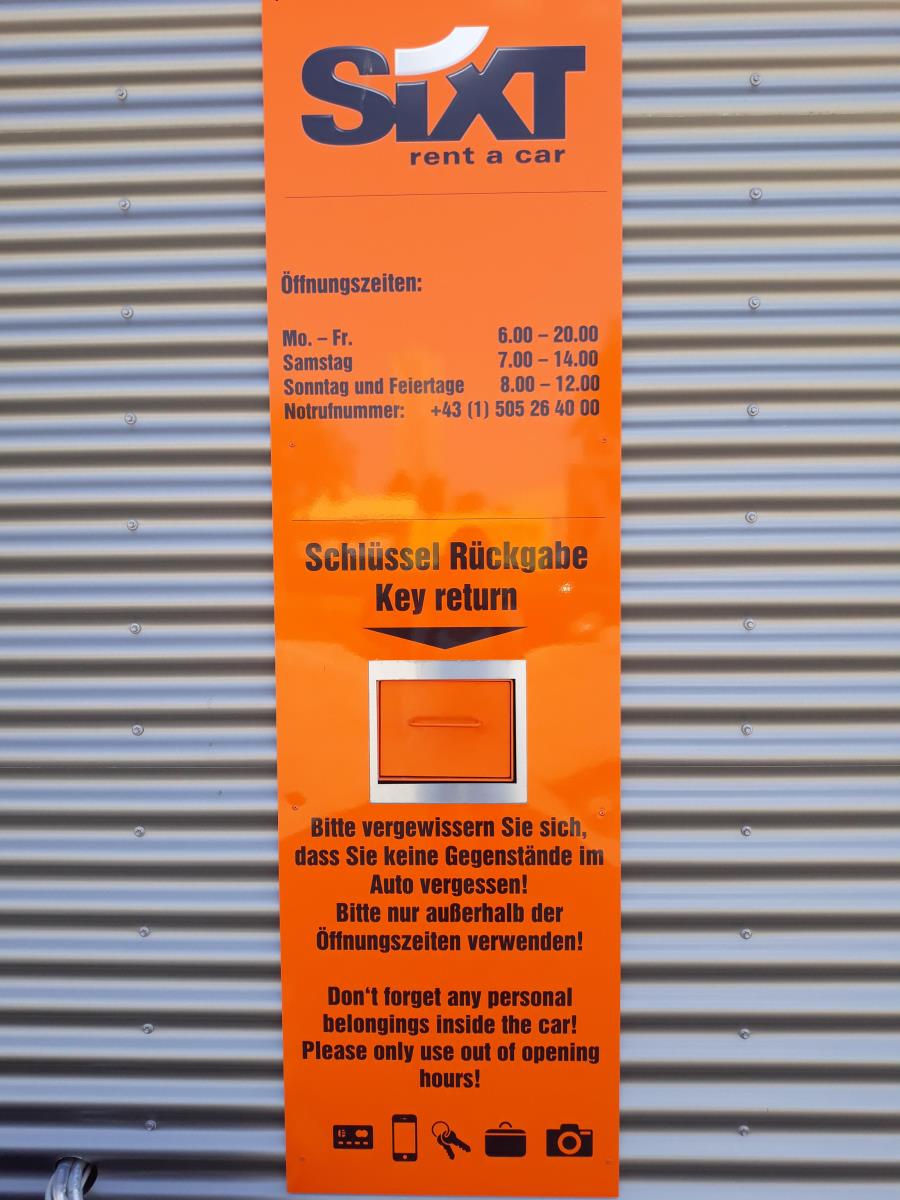 SiXT
rent a car
Öffnungszeiten:
Mo. – Fr. 6.00 – 20.00
Samstag 7.00 – 14.00
Sonntag und Feiertage 8.00 – 12.00
Notrufnummer: +43 (1) 505 26 40 00
Schlüssel Rückgabe
Key return
Bitte vergewissern Sie sich,
dass Sie keine Gegenstände im
Auto vergessen!
Bitte nur außerhalb der
Öffnungszeiten verwenden!
Don‘t forget any personal
belongings inside the car!
Please only use out of opening
hours!